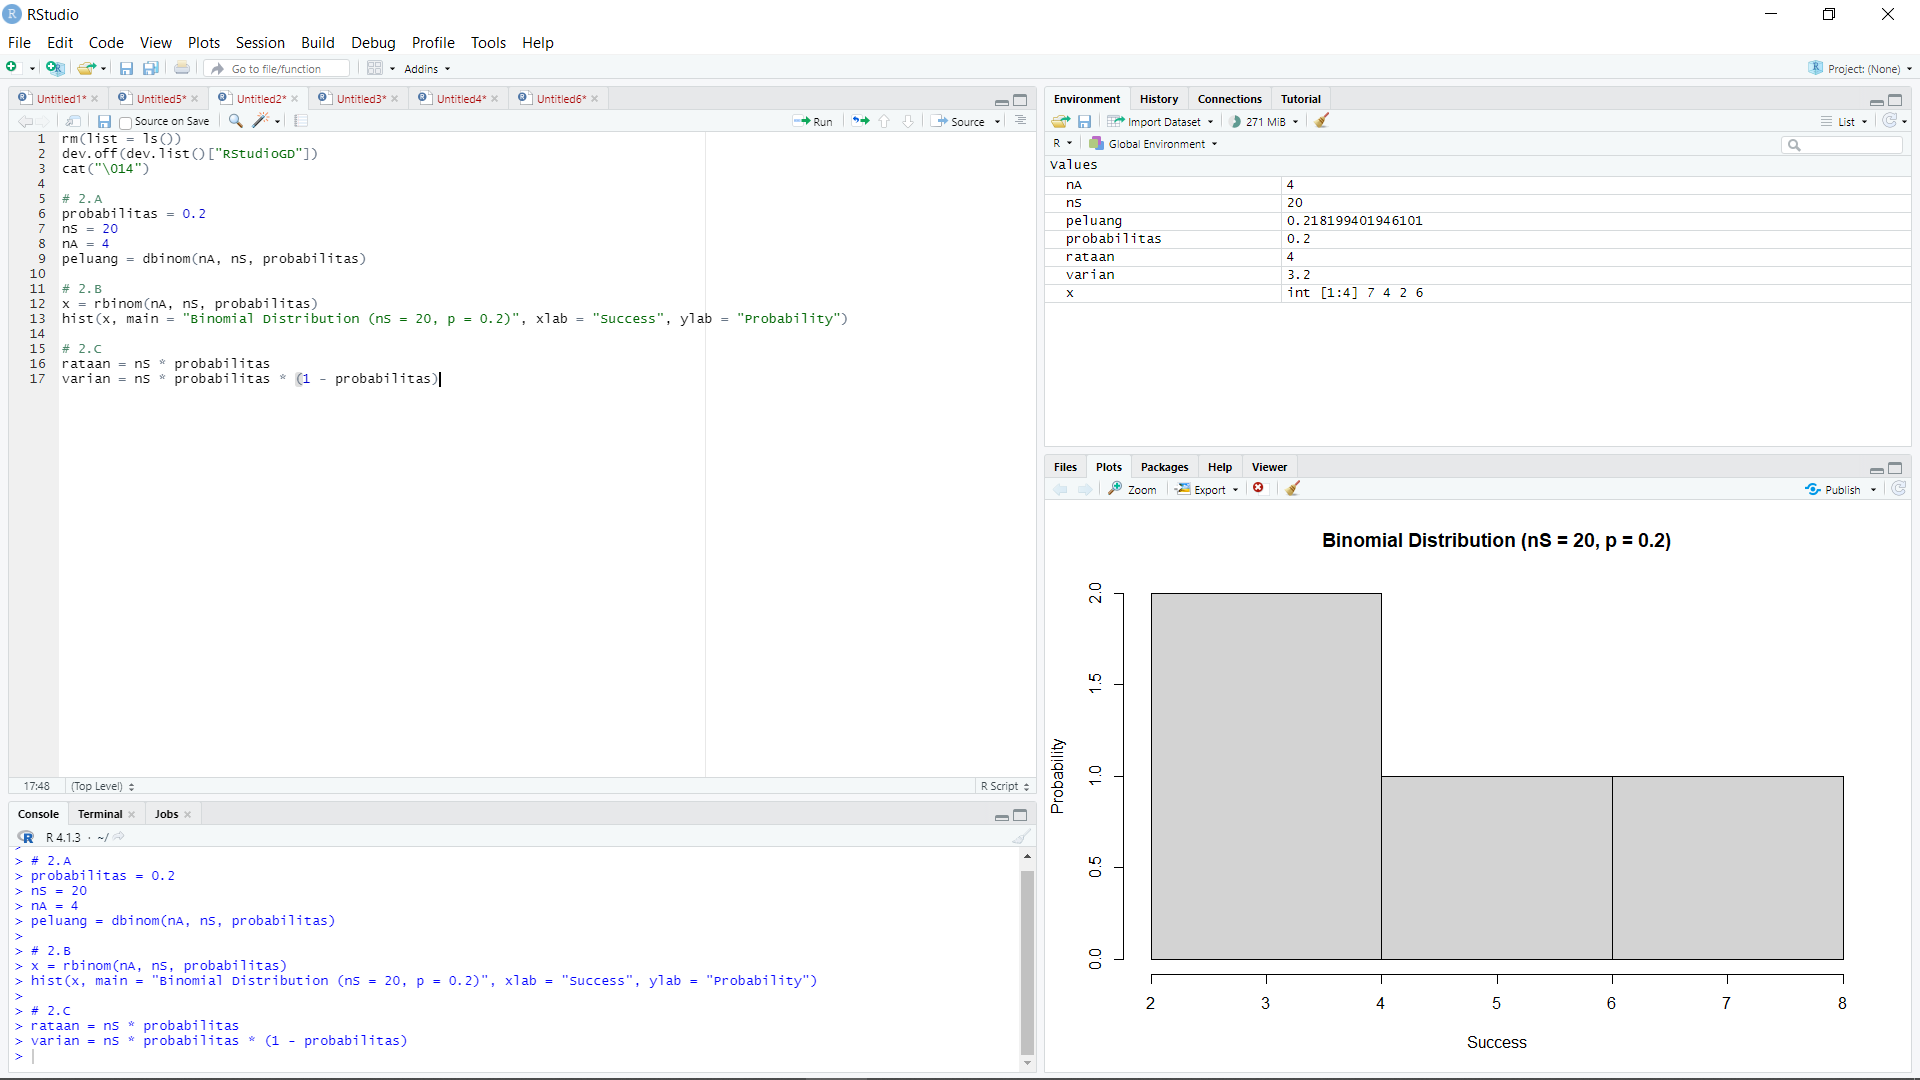 RStudio
File Edit Code View Plots Session Build Debug Profile Tools Help
Go to file/function Addins Project: (None)
Untitled1* Untitled5* Untitled2* Untitled3* Untitled4* Untitled6*
Source on Save Run Source
1 rm(list = ls())
2 dev.off(dev.list()["RStudioGD"])
3 cat("\014")
4
5 # 2.A
6 probabilitas = 0.2
7 nS = 20
8 nA = 4
9 peluang = dbinom(nA, nS, probabilitas)
10
11 # 2.B
12 x = rbinom(nA, nS, probabilitas)
13 hist(x, main = "Binomial Distribution (nS = 20, p = 0.2)", xlab = "Success", ylab = "Probability")
14
15 # 2.C
16 rataan = nS * probabilitas
17 varian = nS * probabilitas * (1 - probabilitas)
17:48 (Top Level) R Script
Console Terminal Jobs
R 4.1.3 · ~/
> # 2.A
> probabilitas = 0.2
> nS = 20
> nA = 4
> peluang = dbinom(nA, nS, probabilitas)
>
> # 2.B
> x = rbinom(nA, nS, probabilitas)
> hist(x, main = "Binomial Distribution (nS = 20, p = 0.2)", xlab = "Success", ylab = "Probability")
>
> # 2.C
> rataan = nS * probabilitas
> varian = nS * probabilitas * (1 - probabilitas)
>
Environment History Connections Tutorial
Import Dataset 271 MiB List
R Global Environment
Values
nA 4
nS 20
peluang 0.218199401946101
probabilitas 0.2
rataan 4
varian 3.2
x int [1:4] 7 4 2 6
Files Plots Packages Help Viewer
Zoom Export Publish
Binomial Distribution (nS = 20, p = 0.2)
Probability
2.0
1.5
1.0
0.5
0.0
2 3 4 5 6 7 8
Success